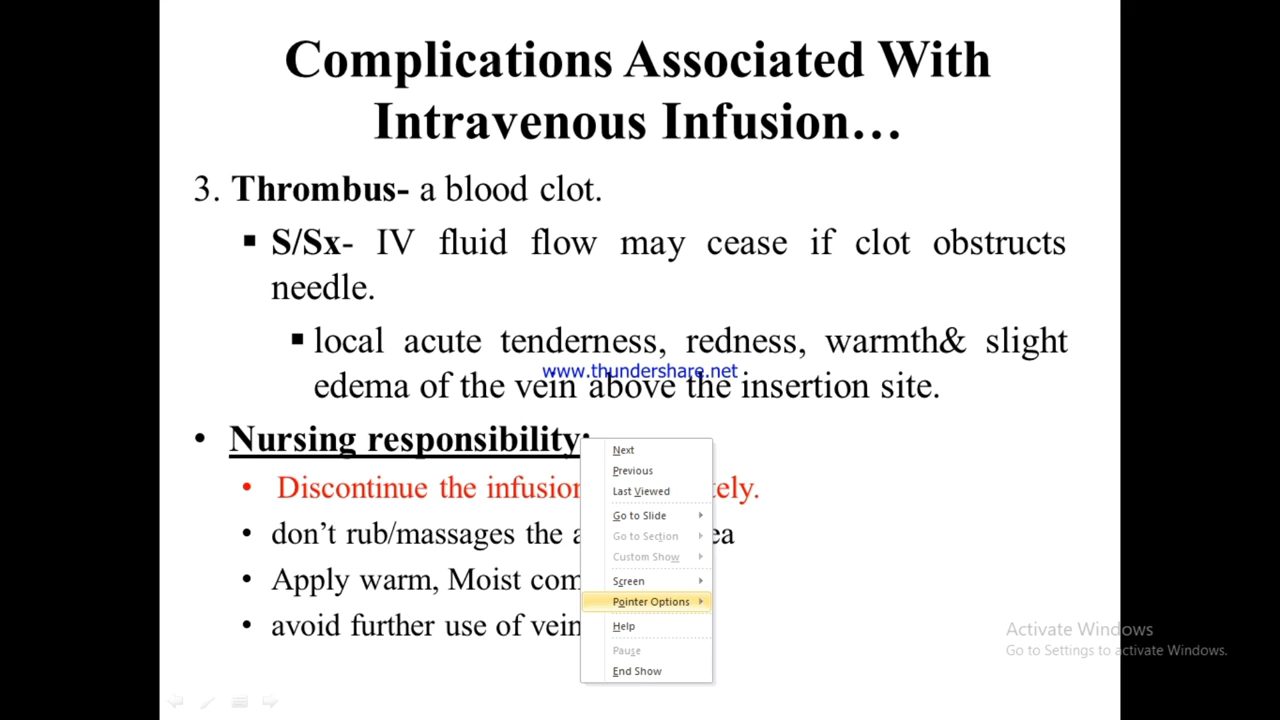 Complications Associated With
Intravenous Infusion…
3. Thrombus- a blood clot.
▪ S/Sx- IV fluid flow may cease if clot obstructs
needle.
▪ local acute tenderness, redness, warmth& slight
www.thundershare.net
edema of the vein above the insertion site.
• Nursing responsibility:
• Discontinue the infusion
• don’t rub/massages the
• Apply warm, Moist
• avoid further use of vein
Next
Previous
Last Viewed
Go to Slide
Go to Section
Custom Show
Screen
Pointer Options
Help
Pause
End Show
Activate Windows
Go to Settings to activate Windows.